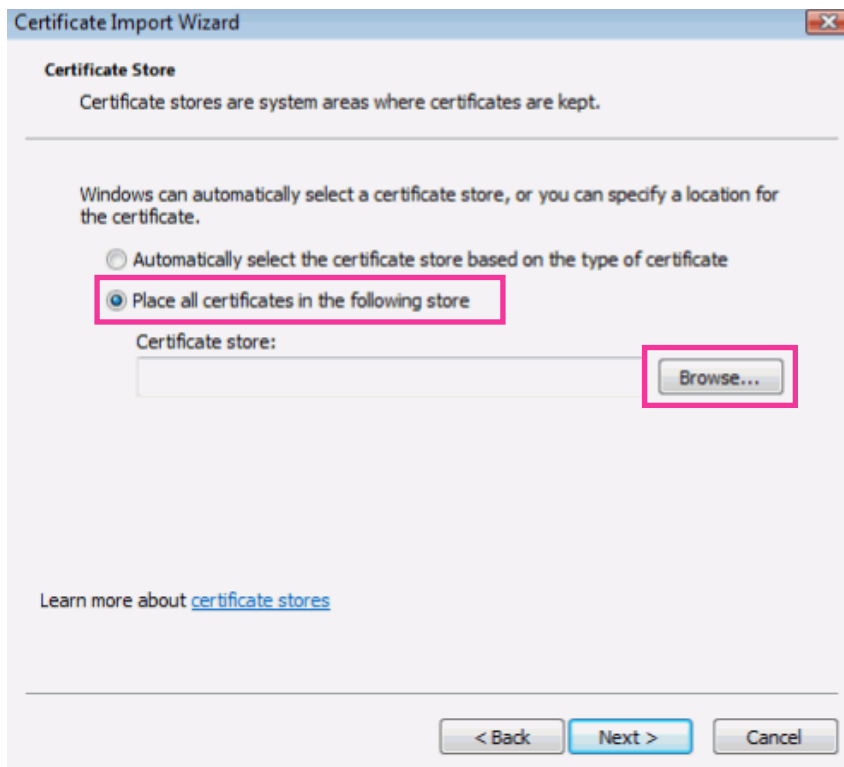 Certificate Import Wizard
Certificate Store
Certificate stores are system areas where certificates are kept.
Windows can automatically select a certificate store, or you can specify a location for
the certificate.
Automatically select the certificate store based on the type of certificate
Place all certificates in the following store
Certificate store:
Browse...
Learn more about certificate stores
< Back Next > Cancel